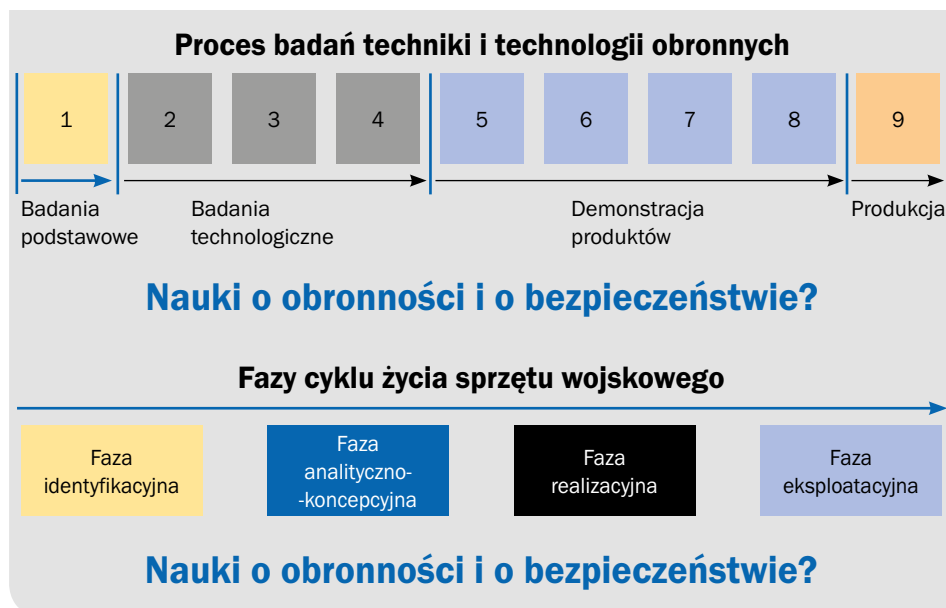 Proces badań techniki i technologii obronnych
1 2 3 4 5 6 7 8 9
Badania
podstawowe
Badania
technologiczne
Demonstracja
produktów
Produkcja
Nauki o obronności i o bezpieczeństwie?
Fazy cyklu życia sprzętu wojskowego
Faza
identyfikacyjna
Faza
analityczno-
-koncepcyjna
Faza
realizacyjna
Faza
eksploatacyjna
Nauki o obronności i o bezpieczeństwie?